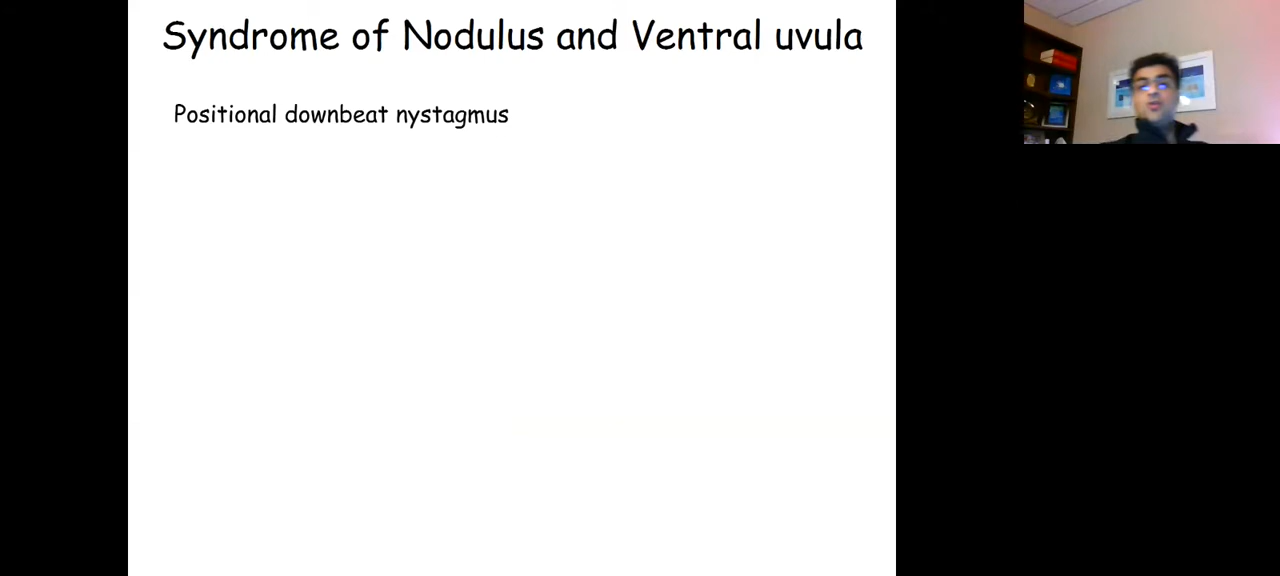 Syndrome of Nodulus and Ventral uvula
Positional downbeat nystagmus